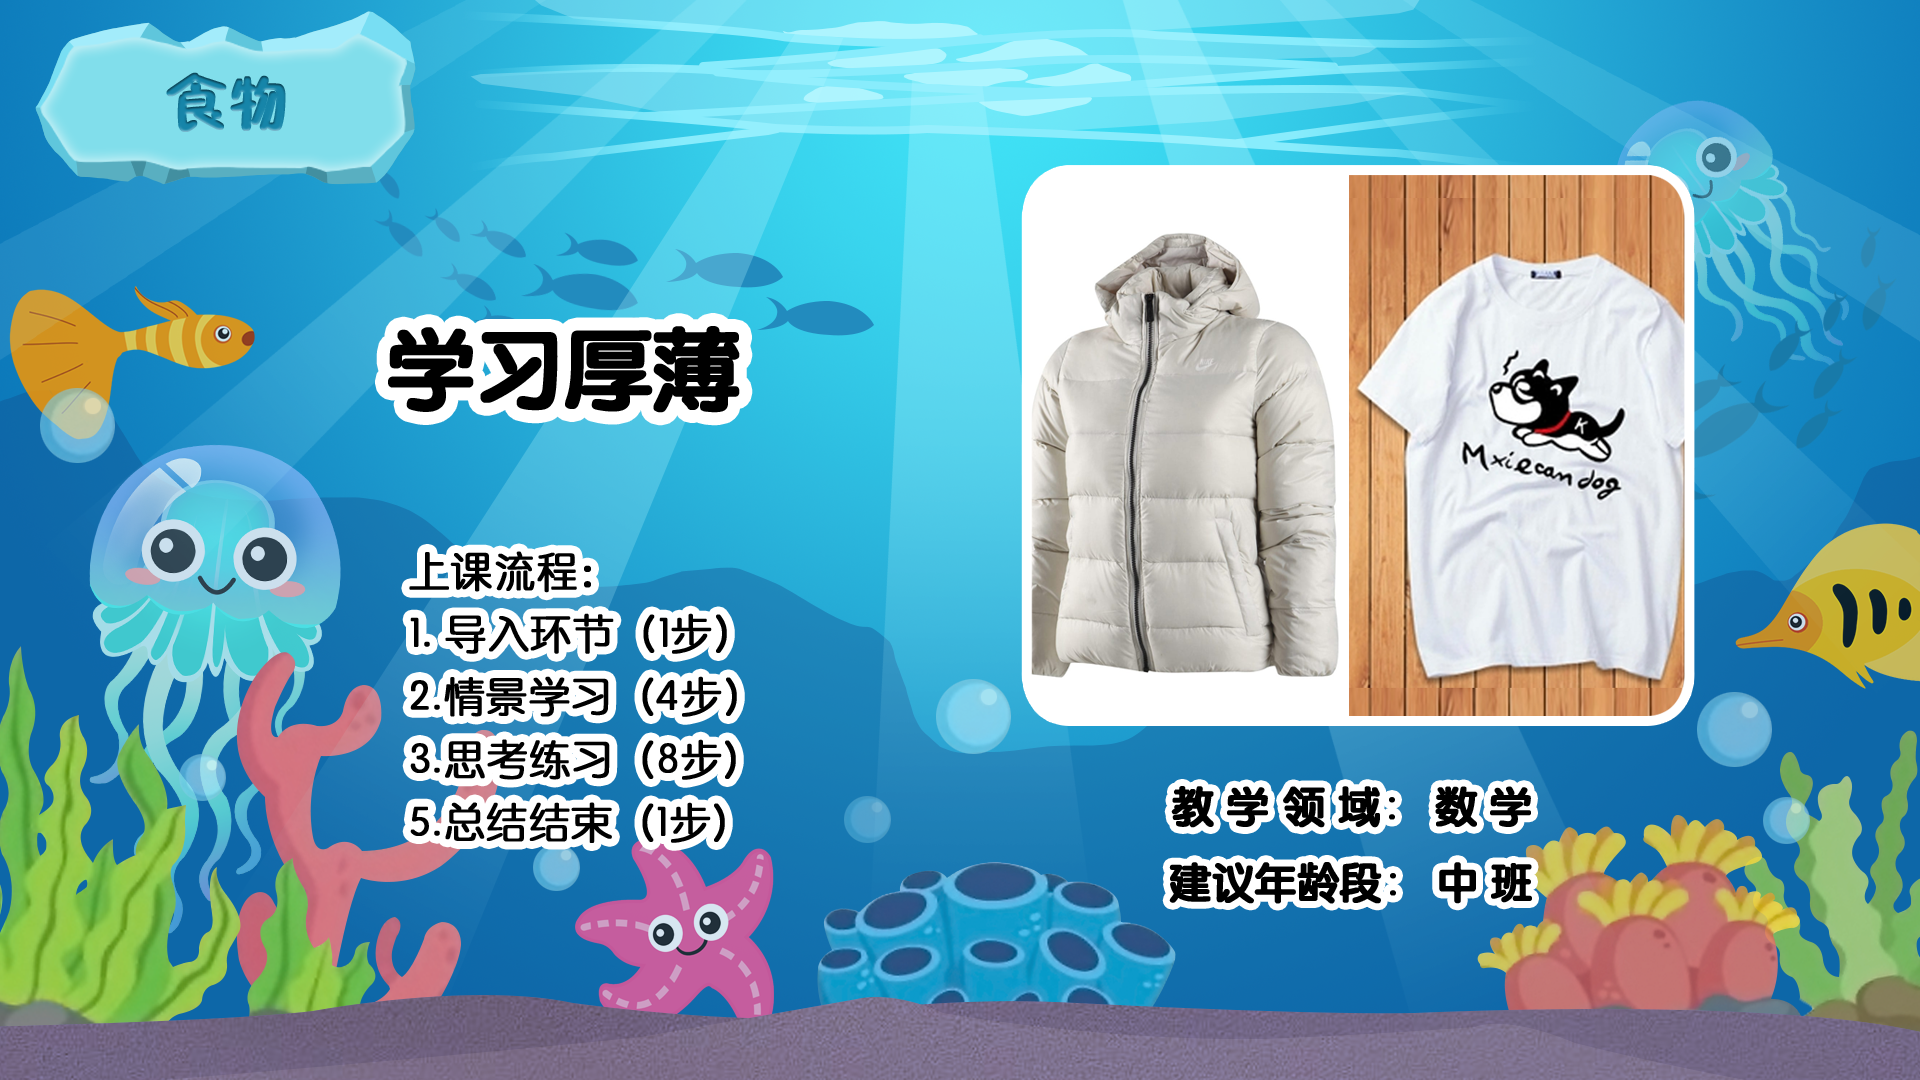 食物
学习厚薄
上课流程:
1. 导入环节（1步）
2.情景学习（4步）
3.思考练习（8步）
5.总结结束（1步）
K
Mxiecan dog
教学领域： 数学
建议年龄段： 中班